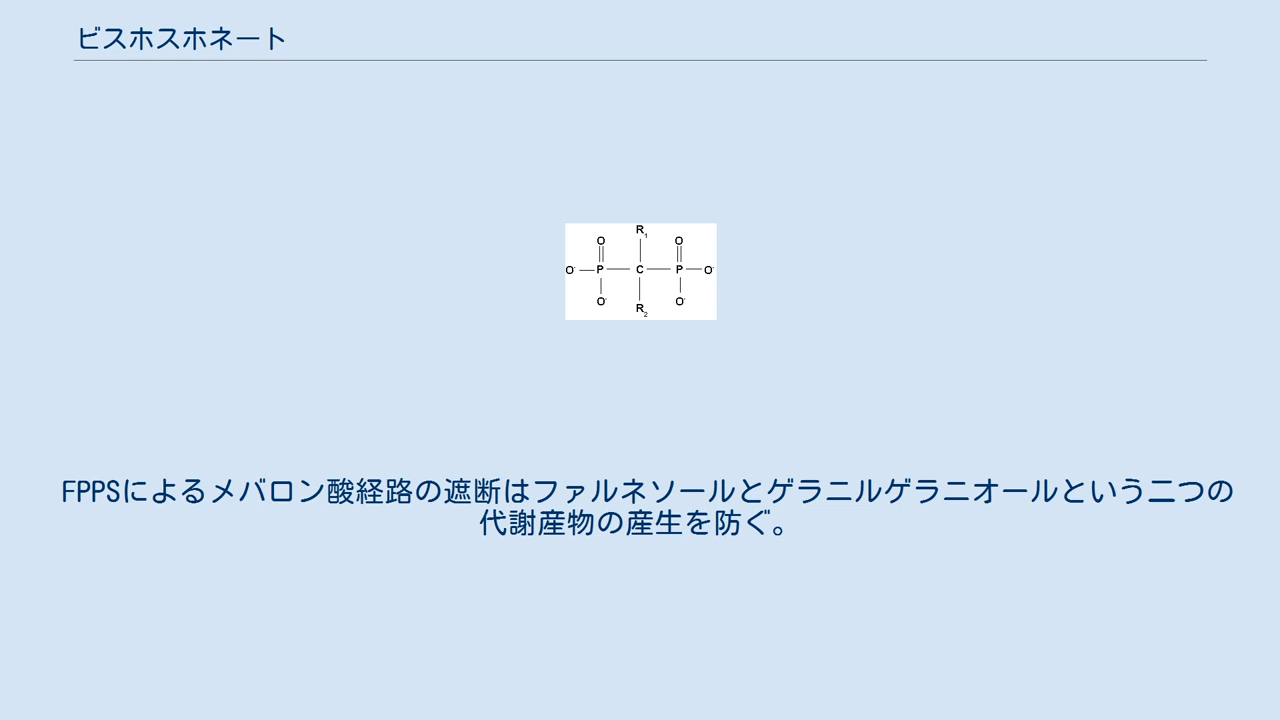 ビスホスホネート
R1
O O
O- P C P O-
O- O-
R2
FPPSによるメバロン酸経路の遮断はファルネソールとゲラニルゲラニオールという二つの
代謝産物の産生を防ぐ。